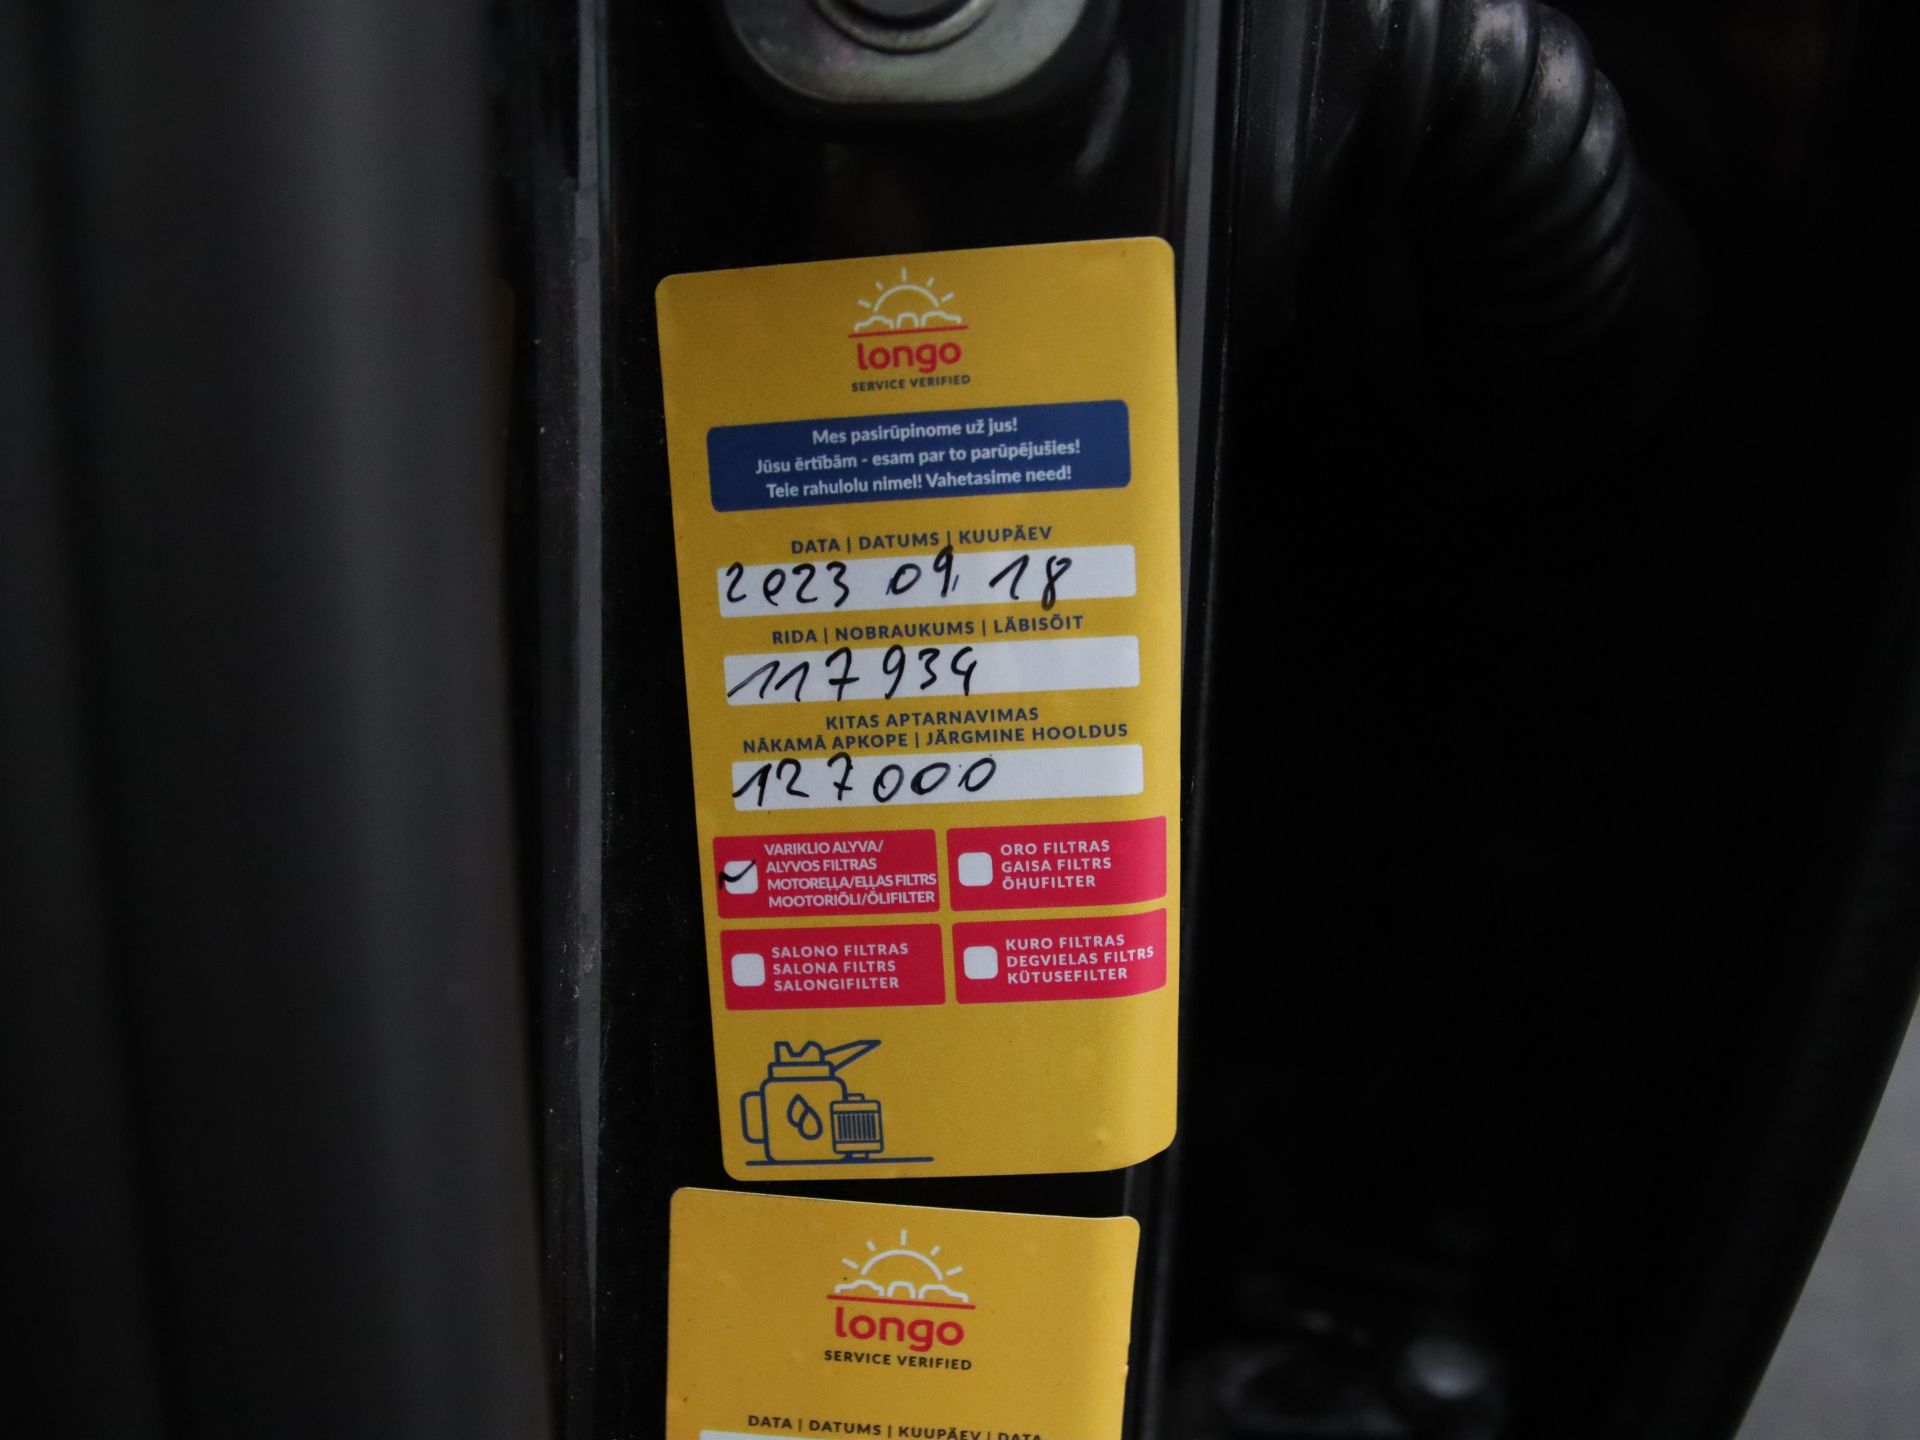 longo
SERVICE VERIFIED
Mes pasirūpinome už jus!
Jūsu ērtībām - esam par to parūpējušies!
Teie rahulolu nimel! Vahetasime need!
DATA | DATUMS | KUUPÄEV
2023 09 18
RIDA | NOBRAUKUMS | LÄBISÕIT
117934
KITAS APTARNAVIMAS
NĀKAMĀ APKOPE | JÄRGMINE HOOLDUS
127000
VARIKLIO ALYVA/
ALYVOS FILTRAS
MOTOREĻĻA/EĻĻAS FILTRS
MOOTORIÕLI/ÕLIFILTER
ORO FILTRAS
GAISA FILTRS
ÕHUFILTER
SALONO FILTRAS
SALONA FILTRS
SALONGIFILTER
KURO FILTRAS
DEGVIELAS FILTRS
KÜTUSEFILTER
longo
SERVICE VERIFIED
DATA | DATUMS | KUUPÄEV | DATA